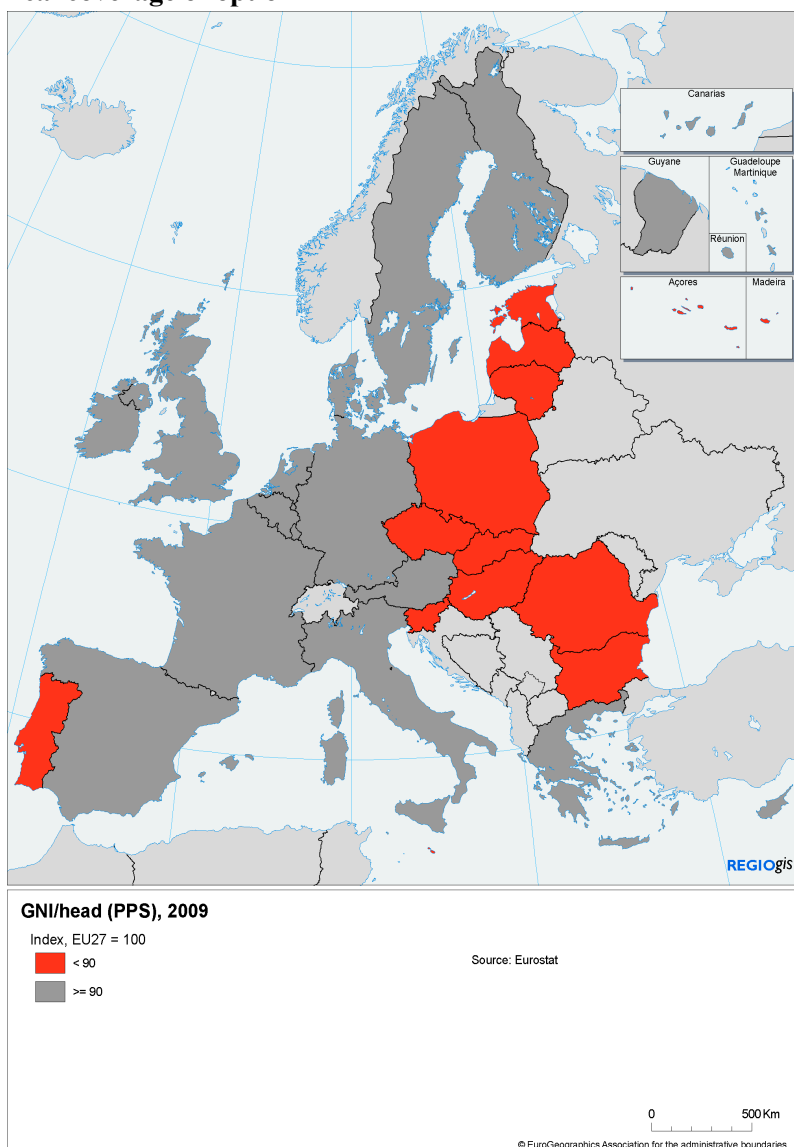 Canarias
Guyane
Guadeloupe
Martinique
Réunion
Açores
Madeira
REGIOgis
GNI/head (PPS), 2009
Index, EU27 = 100
< 90
>= 90
Source: Eurostat
0 500 Km
© EuroGeographics Association for the administrative boundaries